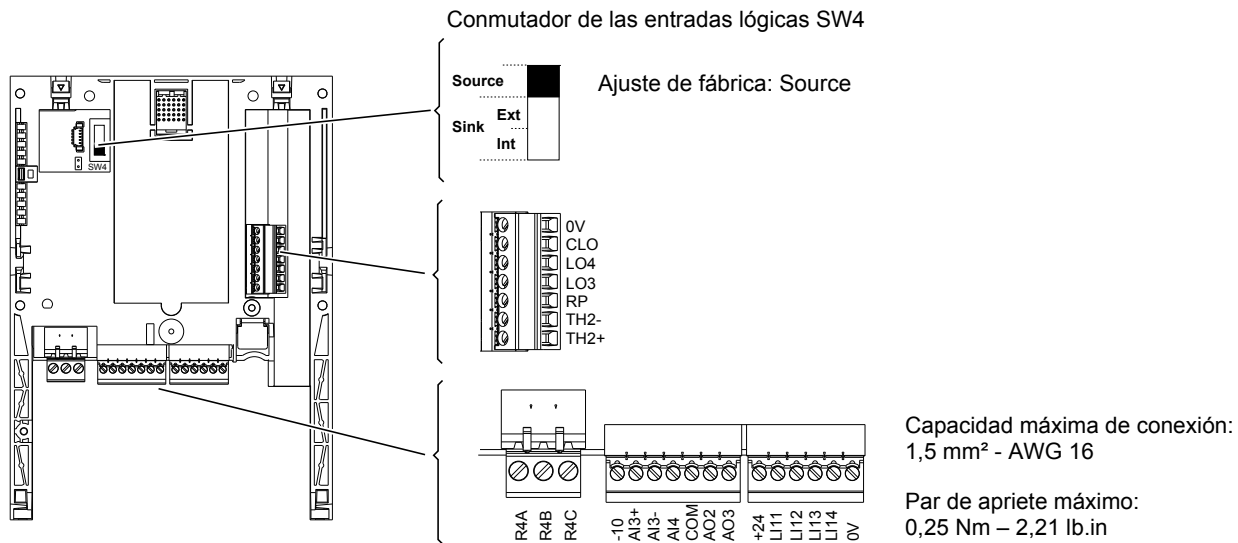 Conmutador de las entradas lógicas SW4
Source
Ajuste de fábrica: Source
Sink
Ext
Int
SW4
0V
CLO
LO4
LO3
RP
TH2-
TH2+
R4A
R4B
R4C
-10
AI3+
AI3-
AI4
COM
AO2
AO3
+24
LI11
LI12
LI13
LI14
0V
Capacidad máxima de conexión:
1,5 mm² - AWG 16
Par de apriete máximo:
0,25 Nm – 2,21 lb.in